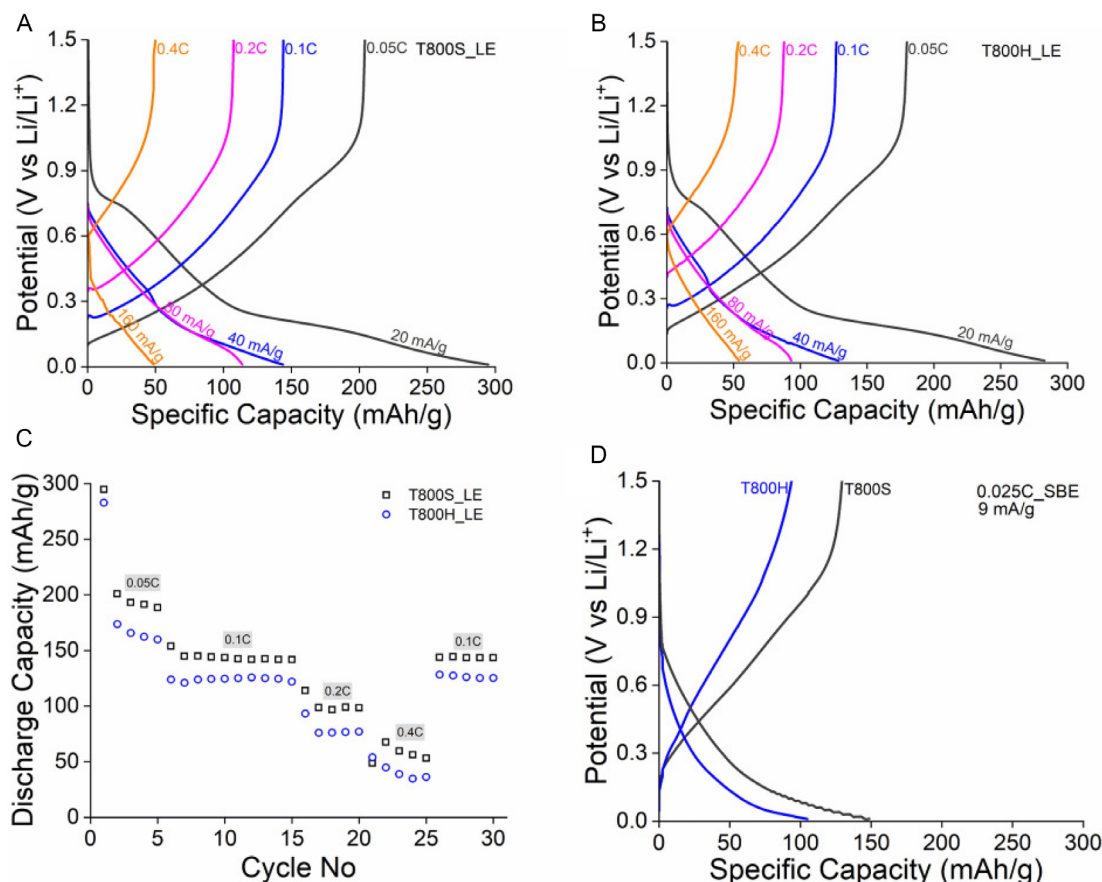 A
Potential (V vs Li/Li⁺)
1.5
1.2
0.9
0.6
0.3
0.0
0.4C
0.2C
0.1C
0.05C
T800S_LE
160 mA/g
80 mA/g
40 mA/g
20 mA/g
0 50 100 150 200 250 300
Specific Capacity (mAh/g)
B
Potential (V vs Li/Li⁺)
1.5
1.2
0.9
0.6
0.3
0.0
0.4C
0.2C
0.1C
0.05C
T800H_LE
160 mA/g
80 mA/g
40 mA/g
20 mA/g
0 50 100 150 200 250 300
Specific Capacity (mAh/g)
C
Discharge Capacity (mAh/g)
300
250
200
150
100
50
0
T800S_LE
T800H_LE
0.05C
0.1C
0.2C
0.4C
0.1C
0 5 10 15 20 25 30
Cycle No
D
Potential (V vs Li/Li⁺)
1.5
1.2
0.9
0.6
0.3
0.0
T800H
T800S
0.025C_SBE
9 mA/g
0 50 100 150 200 250 300
Specific Capacity (mAh/g)